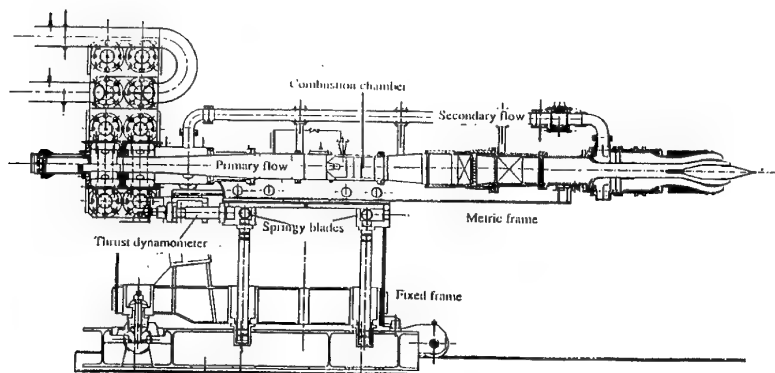 Combustion chamber
Secondary flow
Primary flow
Metric frame
Springy blades
Thrust dynamometer
Fixed frame